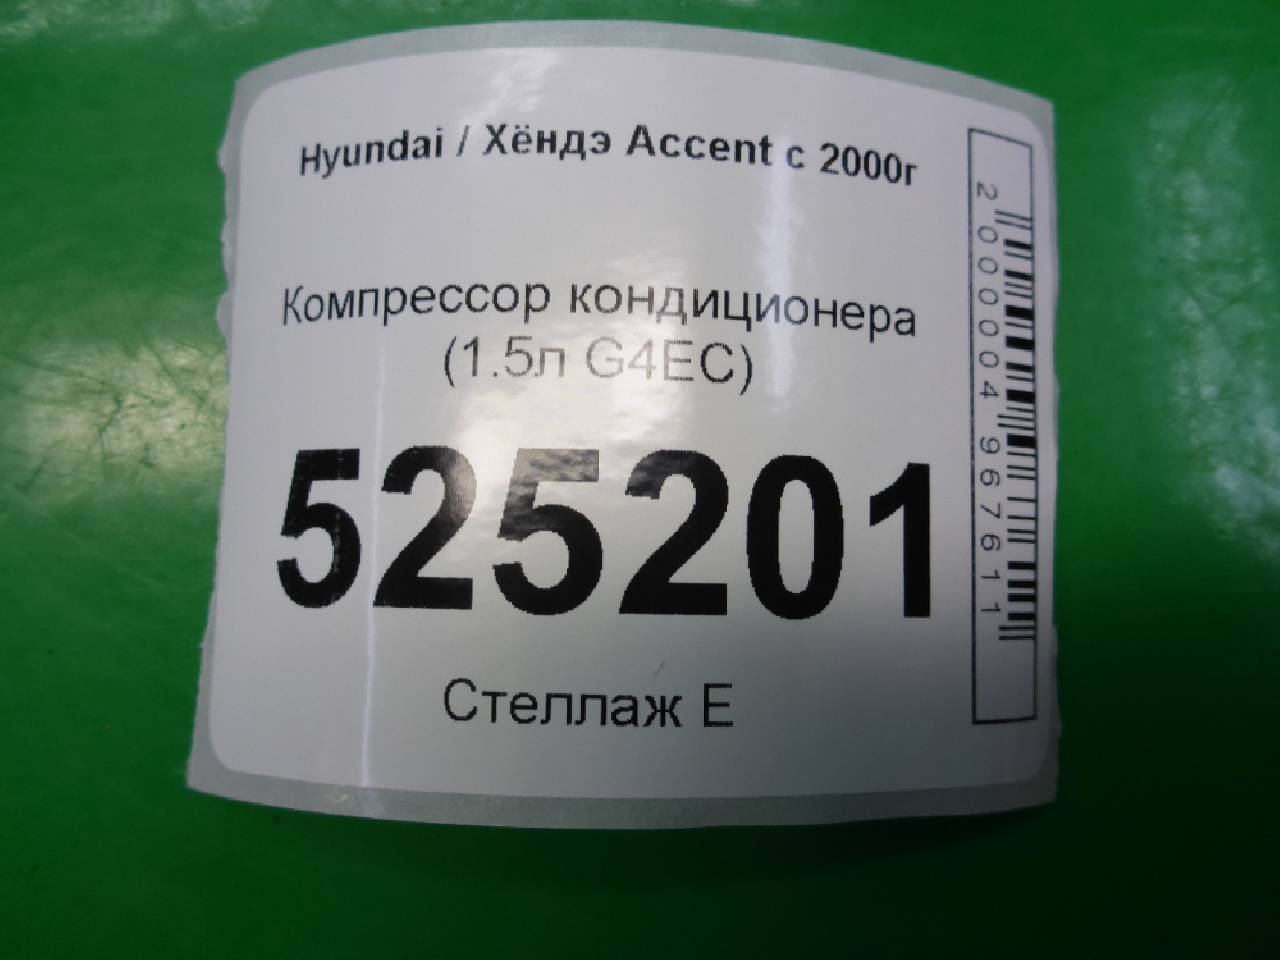 Hyundai / Хёндэ Accent с 2000г
Компрессор кондиционера
(1.5л G4EC)
525201
Стеллаж Е
2000004967611